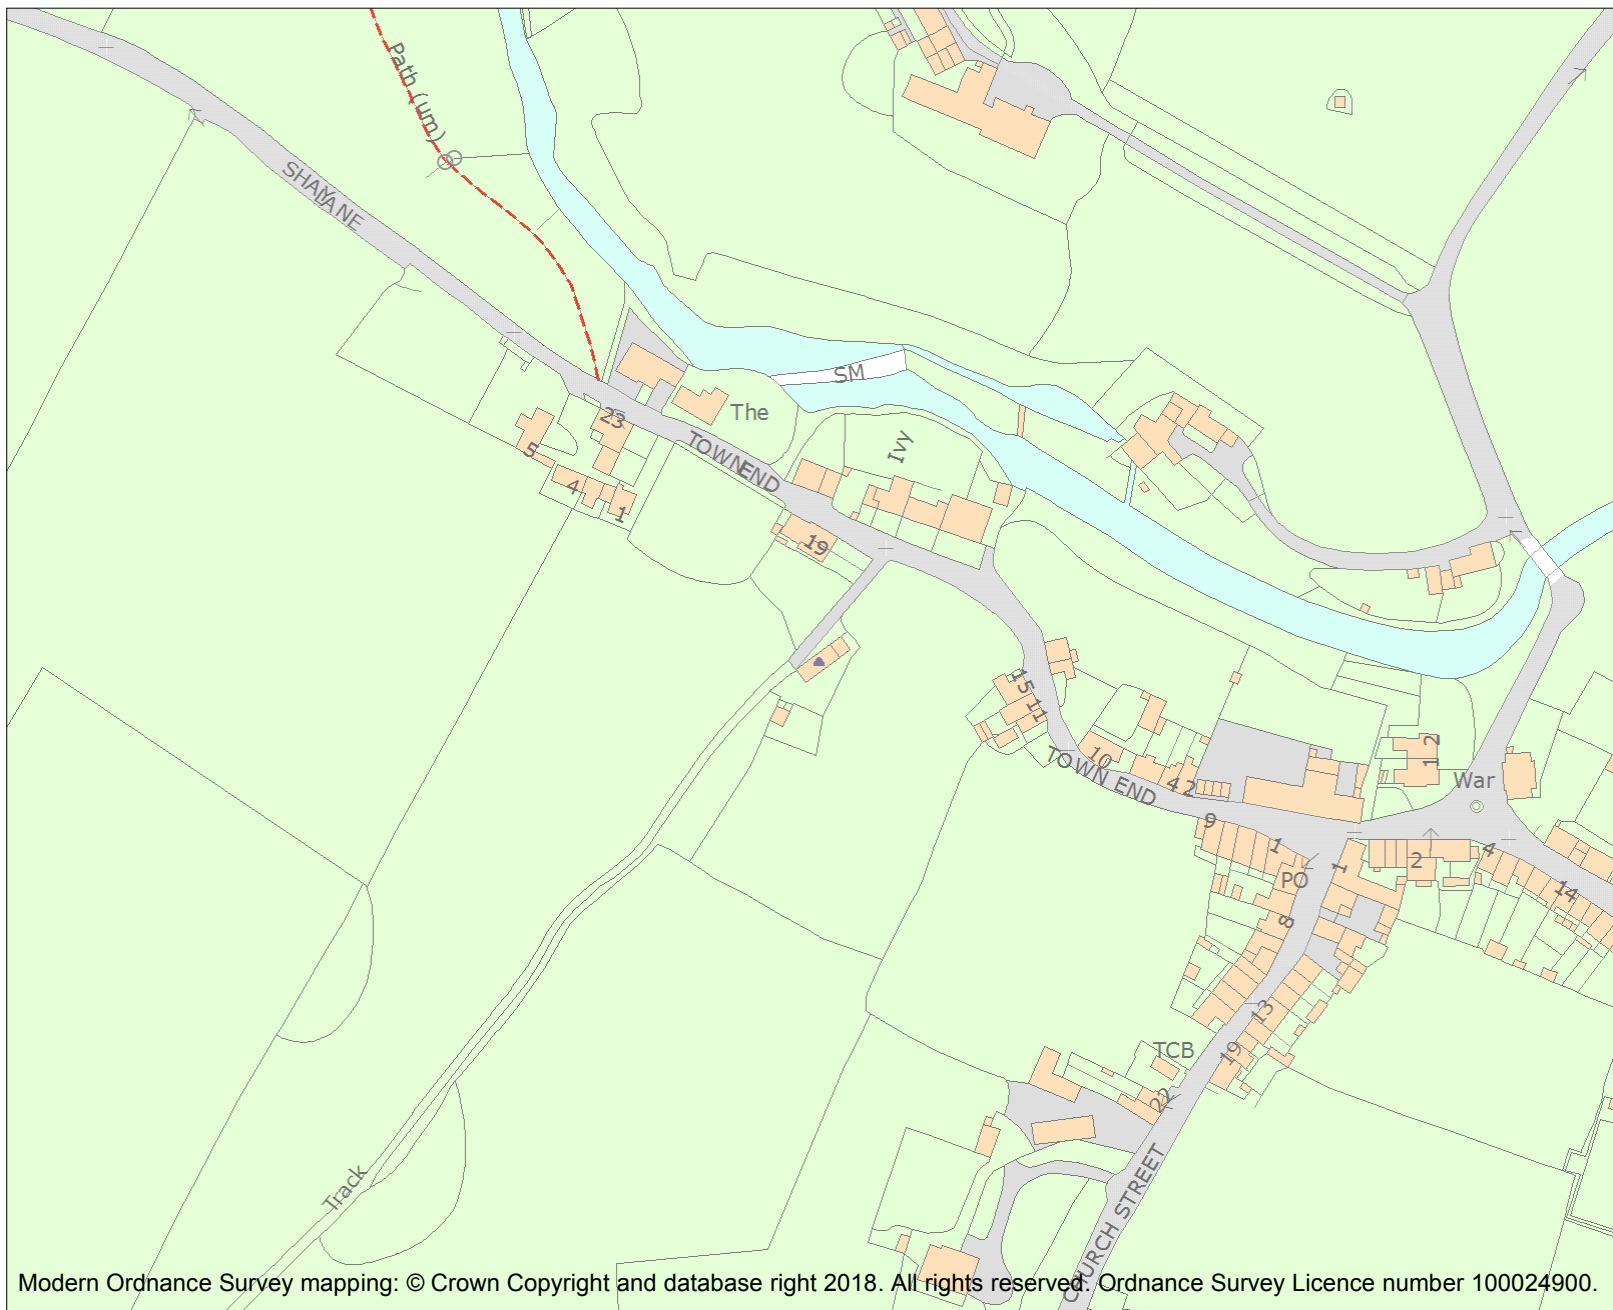 Path (um)
SHAY LANE
SM
The
23
Ivy
TOWN END
5
4
1
19
15
11
10
TOWN END
4
2
12
1
War
9
1
1
2
4
PO
14
8
13
TCB
19
22
Track
CHURCH STREET
Modern Ordnance Survey mapping: © Crown Copyright and database right 2018. All rights reserved. Ordnance Survey Licence number 100024900.